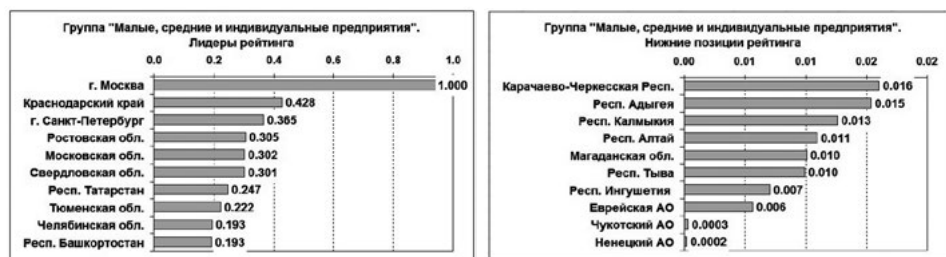 Группа "Малые, средние и индивидуальные предприятия".
Лидеры рейтинга
0.0 0.2 0.4 0.6 0.8 1.0
г. Москва 1.000
Краснодарский край 0.428
г. Санкт-Петербург 0.365
Ростовская обл. 0.305
Московская обл. 0.302
Свердловская обл. 0.301
Респ. Татарстан 0.247
Тюменская обл. 0.222
Челябинская обл. 0.193
Респ. Башкортостан 0.193
Группа "Малые, средние и индивидуальные предприятия".
Нижние позиции рейтинга
0.00 0.01 0.01 0.02 0.02
Карачаево-Черкесская Респ. 0.016
Респ. Адыгея 0.015
Респ. Калмыкия 0.013
Респ. Алтай 0.011
Магаданская обл. 0.010
Респ. Тыва 0.010
Респ. Ингушетия 0.007
Еврейская АО 0.006
Чукотский АО 0.0003
Ненецкий АО 0.0002